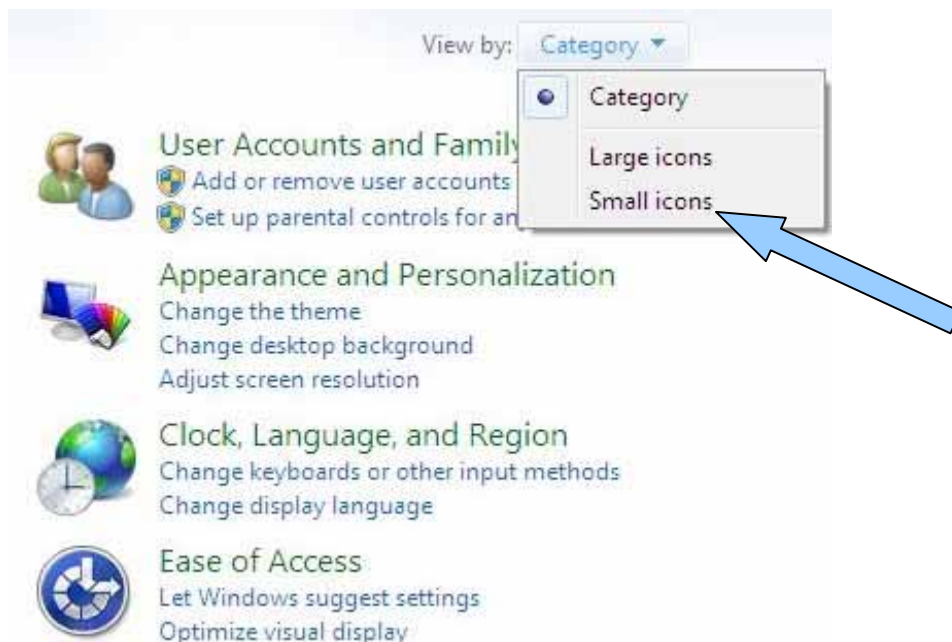 View by: Category
Category
Large icons
Small icons
User Accounts and Family
Add or remove user accounts
Set up parental controls for an
Appearance and Personalization
Change the theme
Change desktop background
Adjust screen resolution
Clock, Language, and Region
Change keyboards or other input methods
Change display language
Ease of Access
Let Windows suggest settings
Optimize visual display